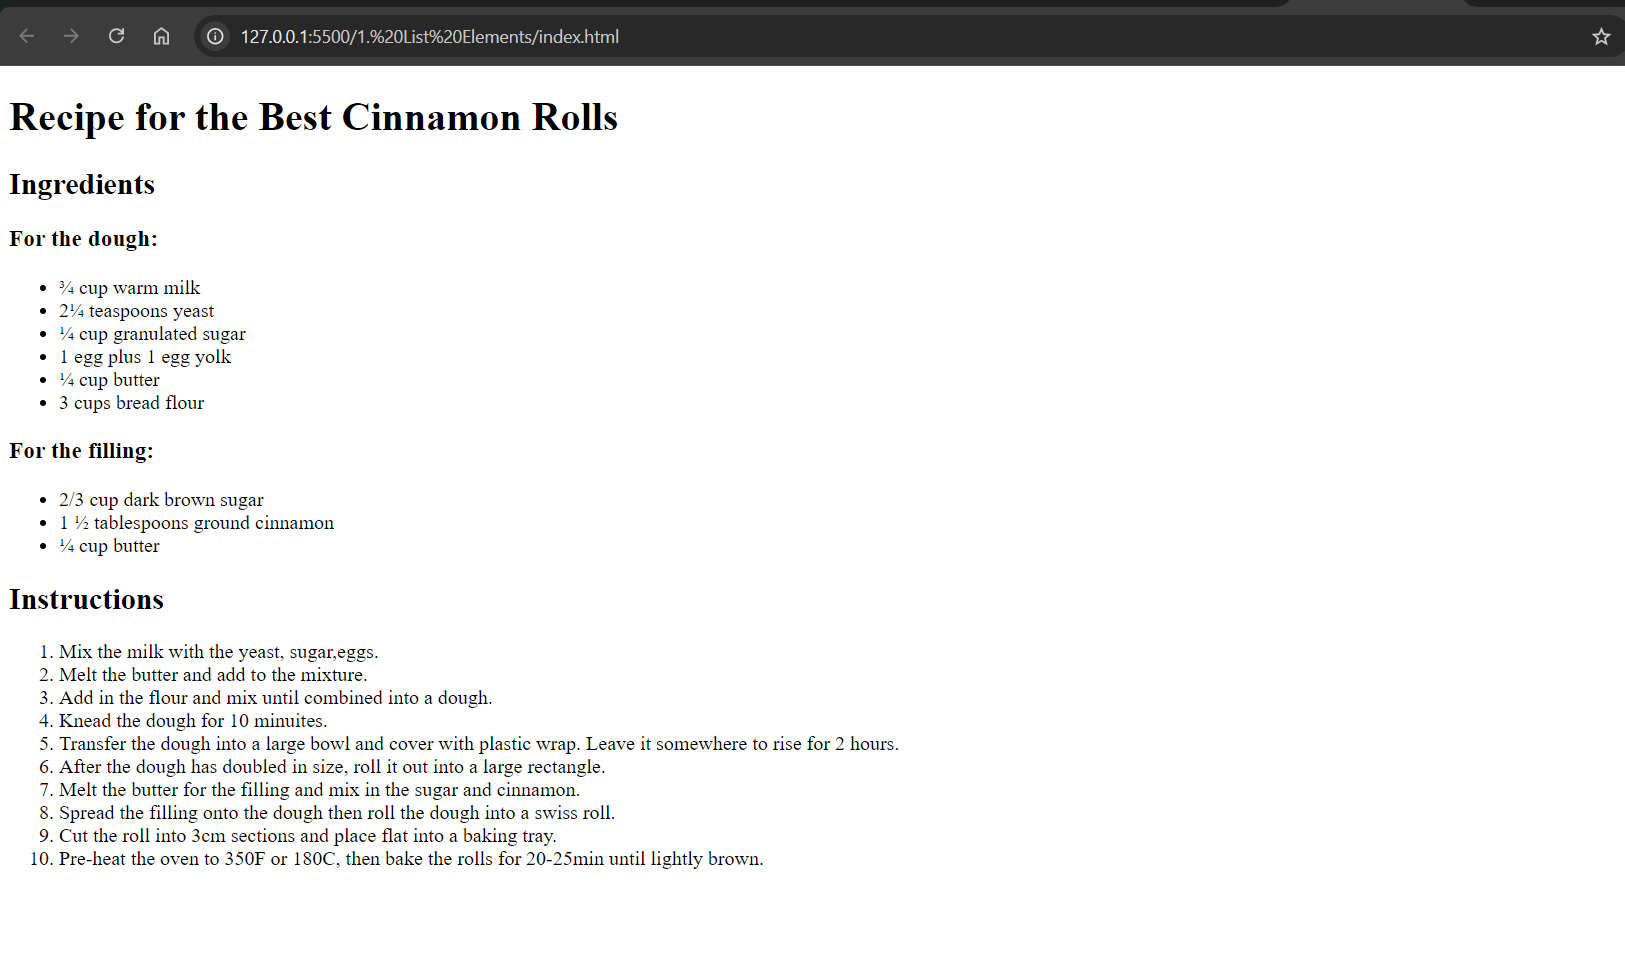 127.0.0.1:5500/1.%20List%20Elements/index.html
Recipe for the Best Cinnamon Rolls
Ingredients
For the dough:
¾ cup warm milk
2¼ teaspoons yeast
¼ cup granulated sugar
1 egg plus 1 egg yolk
¼ cup butter
3 cups bread flour
For the filling:
2/3 cup dark brown sugar
1 ½ tablespoons ground cinnamon
¼ cup butter
Instructions
1. Mix the milk with the yeast, sugar,eggs.
2. Melt the butter and add to the mixture.
3. Add in the flour and mix until combined into a dough.
4. Knead the dough for 10 minuites.
5. Transfer the dough into a large bowl and cover with plastic wrap. Leave it somewhere to rise for 2 hours.
6. After the dough has doubled in size, roll it out into a large rectangle.
7. Melt the butter for the filling and mix in the sugar and cinnamon.
8. Spread the filling onto the dough then roll the dough into a swiss roll.
9. Cut the roll into 3cm sections and place flat into a baking tray.
10. Pre-heat the oven to 350F or 180C, then bake the rolls for 20-25min until lightly brown.